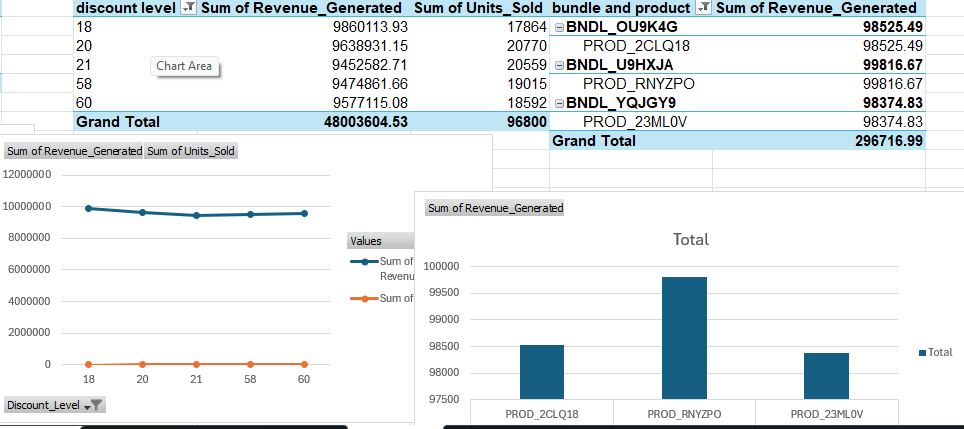 discount level Sum of Revenue_Generated Sum of Units_Sold
18 9860113.93 17864
20 9638931.15 20770
21 9452582.71 20559
58 9474861.66 19015
60 9577115.08 18592
Grand Total 48003604.53 96800
bundle and product Sum of Revenue_Generated
BNDL_OU9K4G 98525.49
PROD_2CLQ18 98525.49
BNDL_U9HXJA 99816.67
PROD_RNYZPO 99816.67
BNDL_YQJGY9 98374.83
PROD_23ML0V 98374.83
Grand Total 296716.99
Chart Area
Sum of Revenue_Generated Sum of Units_Sold
12000000
10000000
8000000
6000000
4000000
2000000
0
18 20 21 58 60
Values
Sum of
Revenu
Sum of
Discount_Level
Sum of Revenue_Generated
Total
100000
99500
99000
98500
98000
97500
PROD_2CLQ18 PROD_RNYZPO PROD_23ML0V
Total